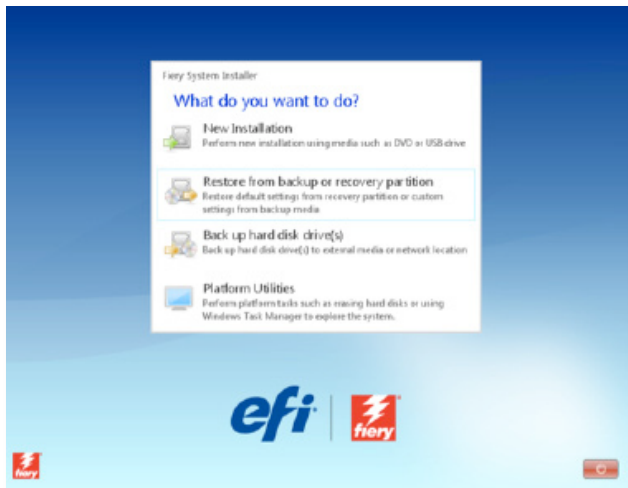 Fiery System Installer
What do you want to do?
New Installation
Perform new installation using media such as DVD or USB drive
Restore from backup or recovery partition
Restore default settings from recovery partition or custom
settings from backup media
Back up hard disk drive(s)
Back up hard disk drive(s) to external media or network location
Platform Utilities
Perform platform tasks such as erasing hard disks or using
Windows Task Manager to explore the system.
efi
fiery
fiery